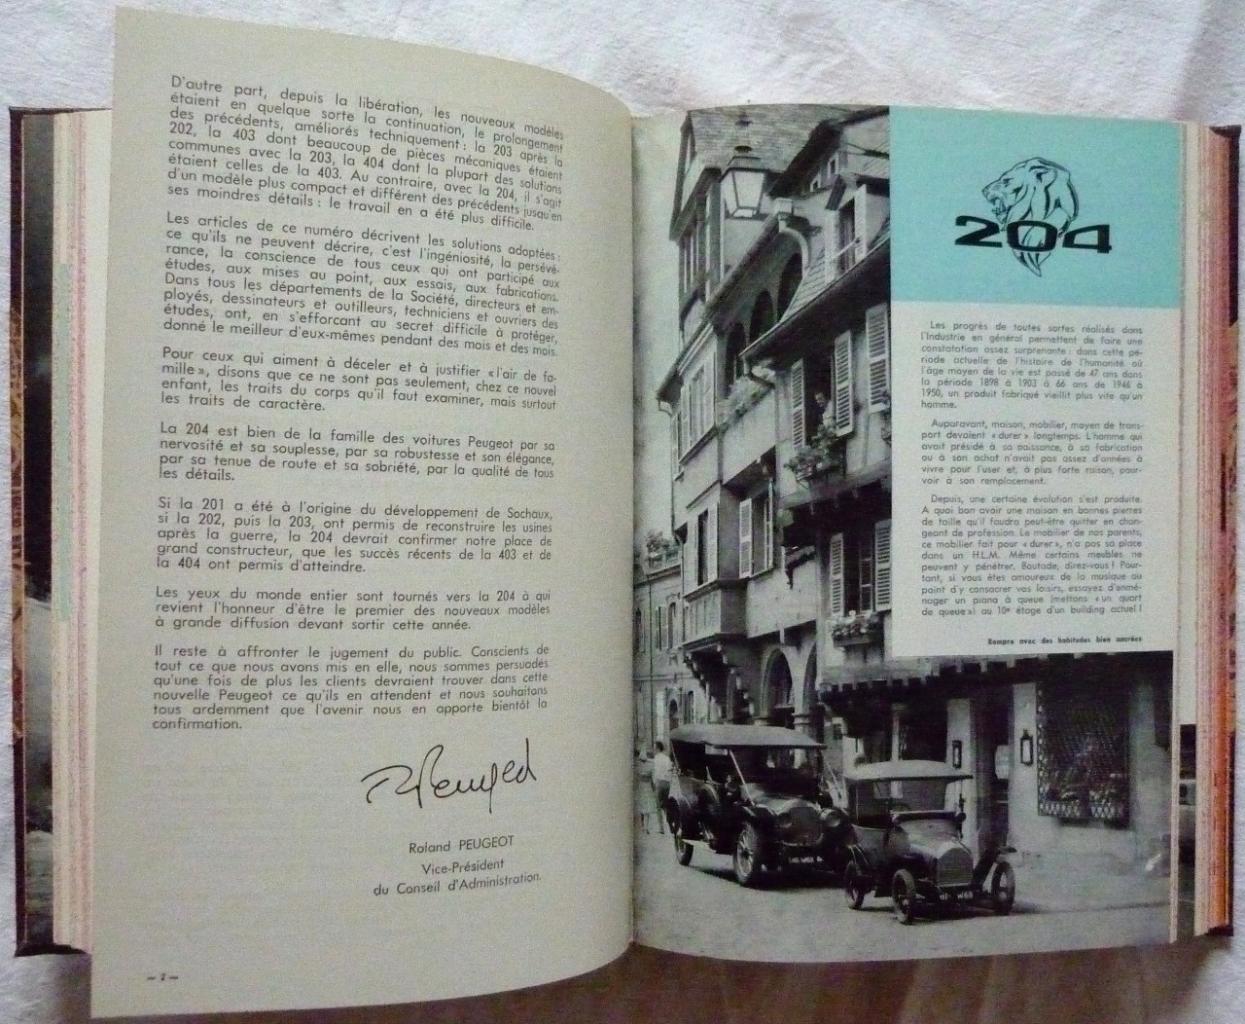 D'autre part, depuis la libération, les nouveaux modèles
étaient en quelque sorte la continuation, le prolongement
des précédents, améliorés techniquement : la 203 après la
202, la 403 dont beaucoup de pièces mécaniques étaient
communes avec la 203, la 404 dont la plupart des solutions
étaient celles de la 403. Au contraire, avec la 204, il s'agit
d'un modèle plus compact et différent des précédents jusqu'en
ses moindres détails : le travail en a été plus difficile.
Les articles de ce numéro décrivent les solutions adoptées :
ce qu'ils ne peuvent décrire, c'est l'ingéniosité, la persévé-
rance, la conscience de tous ceux qui ont participé aux
études, aux mises au point, aux essais, aux fabrications.
Dans tous les départements de la Société, directeurs et em-
ployés, dessinateurs et outilleurs, techniciens et ouvriers des
études, ont, en s'efforçant au secret difficile à protéger,
donné le meilleur d'eux-mêmes pendant des mois et des mois.
Pour ceux qui aiment à déceler et à justifier « l'air de fa-
mille », disons que ce ne sont pas seulement, chez ce nouvel
enfant, les traits du corps qu'il faut examiner, mais surtout
les traits de caractère.
La 204 est bien de la famille des voitures Peugeot par sa
nervosité et sa souplesse, par sa robustesse et son élégance,
par sa tenue de route et sa sobriété, par la qualité de tous
les détails.
Si la 201 a été à l'origine du développement de Sochaux,
si la 202, puis la 203, ont permis de reconstruire les usines
après la guerre, la 204 devrait confirmer notre place de
grand constructeur, que les succès récents de la 403 et de
la 404 ont permis d'atteindre.
Les yeux du monde entier sont tournés vers la 204 à qui
revient l'honneur d'être le premier des nouveaux modèles
à grande diffusion devant sortir cette année.
Il reste à affronter le jugement du public. Conscients de
tout ce que nous avons mis en elle, nous sommes persuadés
qu'une fois de plus les clients devraient trouver dans cette
nouvelle Peugeot ce qu'ils en attendent et nous souhaitons
tous ardemment que l'avenir nous en apporte bientôt la
confirmation.
R Peugeot
Roland PEUGEOT
Vice-Président
du Conseil d'Administration.
— 2 —
204
Les progrès de toutes sortes réalisés dans
l'Industrie en général permettent de faire une
constatation assez surprenante : dans cette pé-
riode actuelle de l'histoire de l'humanité où
l'âge moyen de la vie est passé de 47 ans dans
la période 1898 à 1903 à 66 ans de 1946 à
1950, un produit fabriqué vieillit plus vite qu'un
homme.
Auparavant, maison, mobilier, moyen de trans-
port devaient « durer » longtemps. L'homme qui
avait présidé à sa naissance, à sa fabrication
ou à son achat n'avait pas assez d'années à
vivre pour l'user et, à plus forte raison, pour-
voir à son remplacement.
Depuis, une certaine évolution s'est produite.
A quoi bon avoir une maison en bonnes pierres
de taille qu'il faudra peut-être quitter en chan-
geant de profession. Le mobilier de nos parents,
ce mobilier fait pour « durer », n'a pas sa place
dans un H.L.M. Même certains meubles ne
peuvent y pénétrer. Boutade, direz-vous ! Pour-
tant, si vous êtes amoureux de la musique au
point d'y consacrer vos loisirs, essayez d'emmé-
nager un piano à queue (mettons « un quart
de queue ») au 10e étage d'un building actuel !
Rompre avec des habitudes bien ancrées